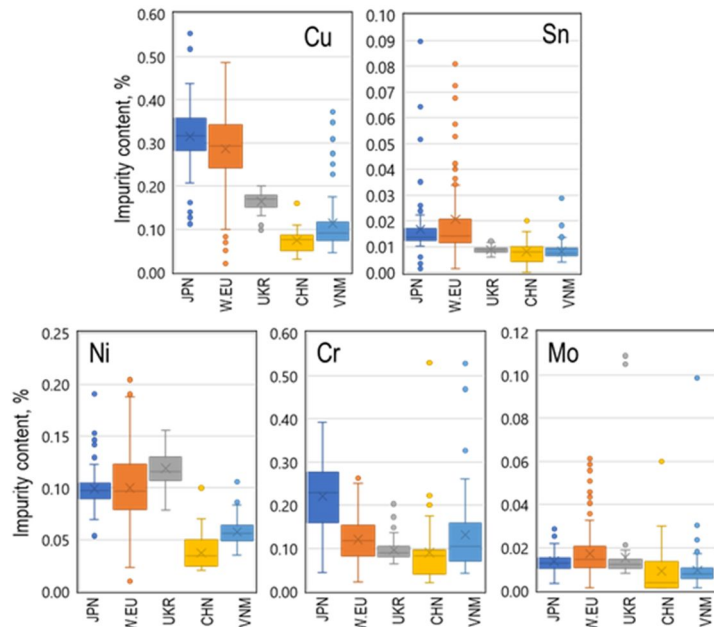 Impurity content, %
0.60
0.50
0.40
0.30
0.20
0.10
0.00
Cu
JPN
W.EU
UKR
CHN
VNM
0.10
0.09
0.08
0.07
0.06
0.05
0.04
0.03
0.02
0.01
0.00
Sn
JPN
W.EU
UKR
CHN
VNM
Impurity content, %
0.25
0.20
0.15
0.10
0.05
0.00
Ni
JPN
W.EU
UKR
CHN
VNM
0.60
0.50
0.40
0.30
0.20
0.10
0.00
Cr
JPN
W.EU
UKR
CHN
VNM
0.12
0.10
0.08
0.06
0.04
0.02
0.00
Mo
JPN
W.EU
UKR
CHN
VNM